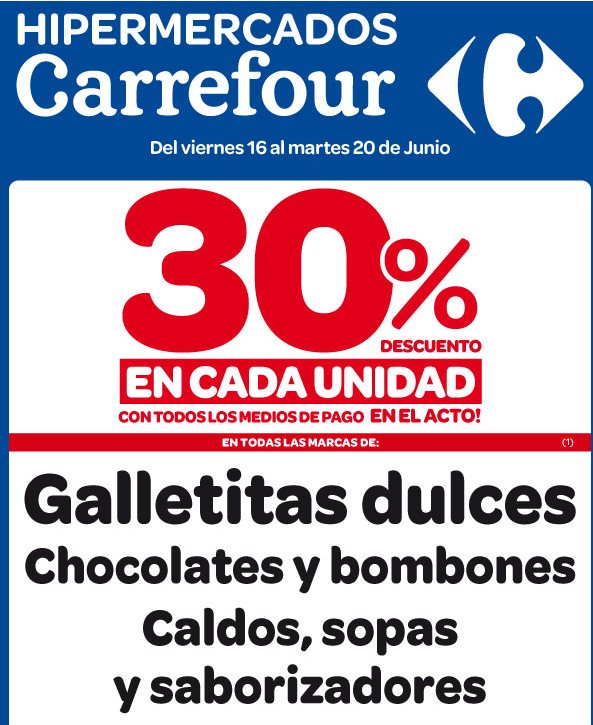 HIPERMERCADOS
Carrefour
Del viernes 16 al martes 20 de Junio
30%
DESCUENTO
EN CADA UNIDAD
CON TODOS LOS MEDIOS DE PAGO EN EL ACTO!
EN TODAS LAS MARCAS DE: (1)
Galletitas dulces
Chocolates y bombones
Caldos, sopas
y saborizadores